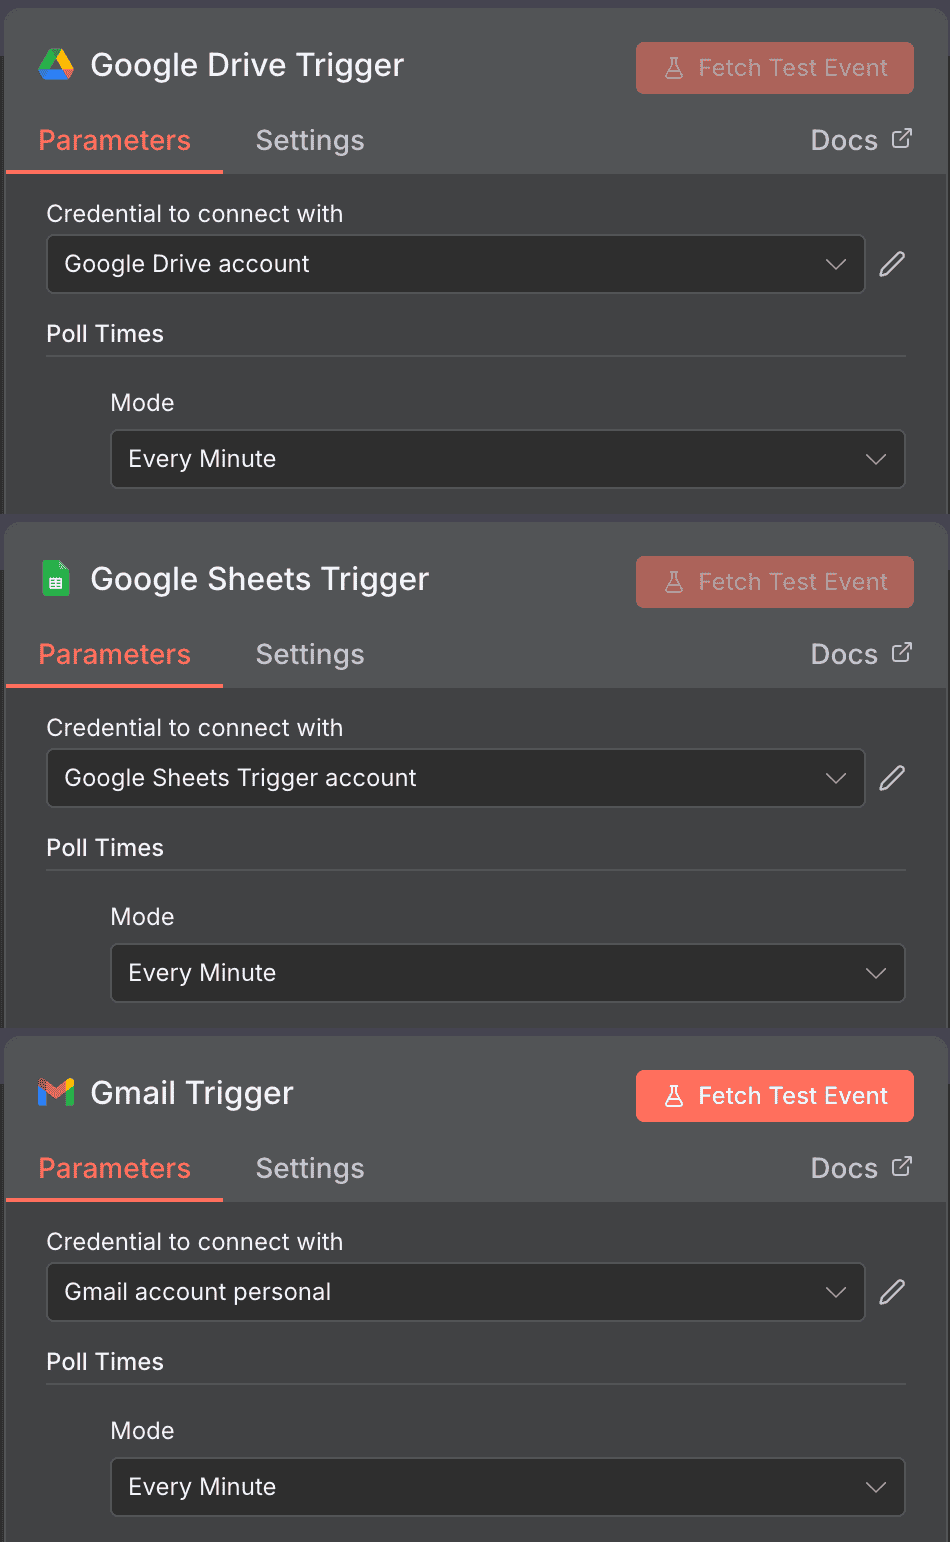 Google Drive Trigger
Fetch Test Event
Parameters
Settings
Docs
Credential to connect with
Google Drive account
Poll Times
Mode
Every Minute
Google Sheets Trigger
Fetch Test Event
Parameters
Settings
Docs
Credential to connect with
Google Sheets Trigger account
Poll Times
Mode
Every Minute
Gmail Trigger
Fetch Test Event
Parameters
Settings
Docs
Credential to connect with
Gmail account personal
Poll Times
Mode
Every Minute